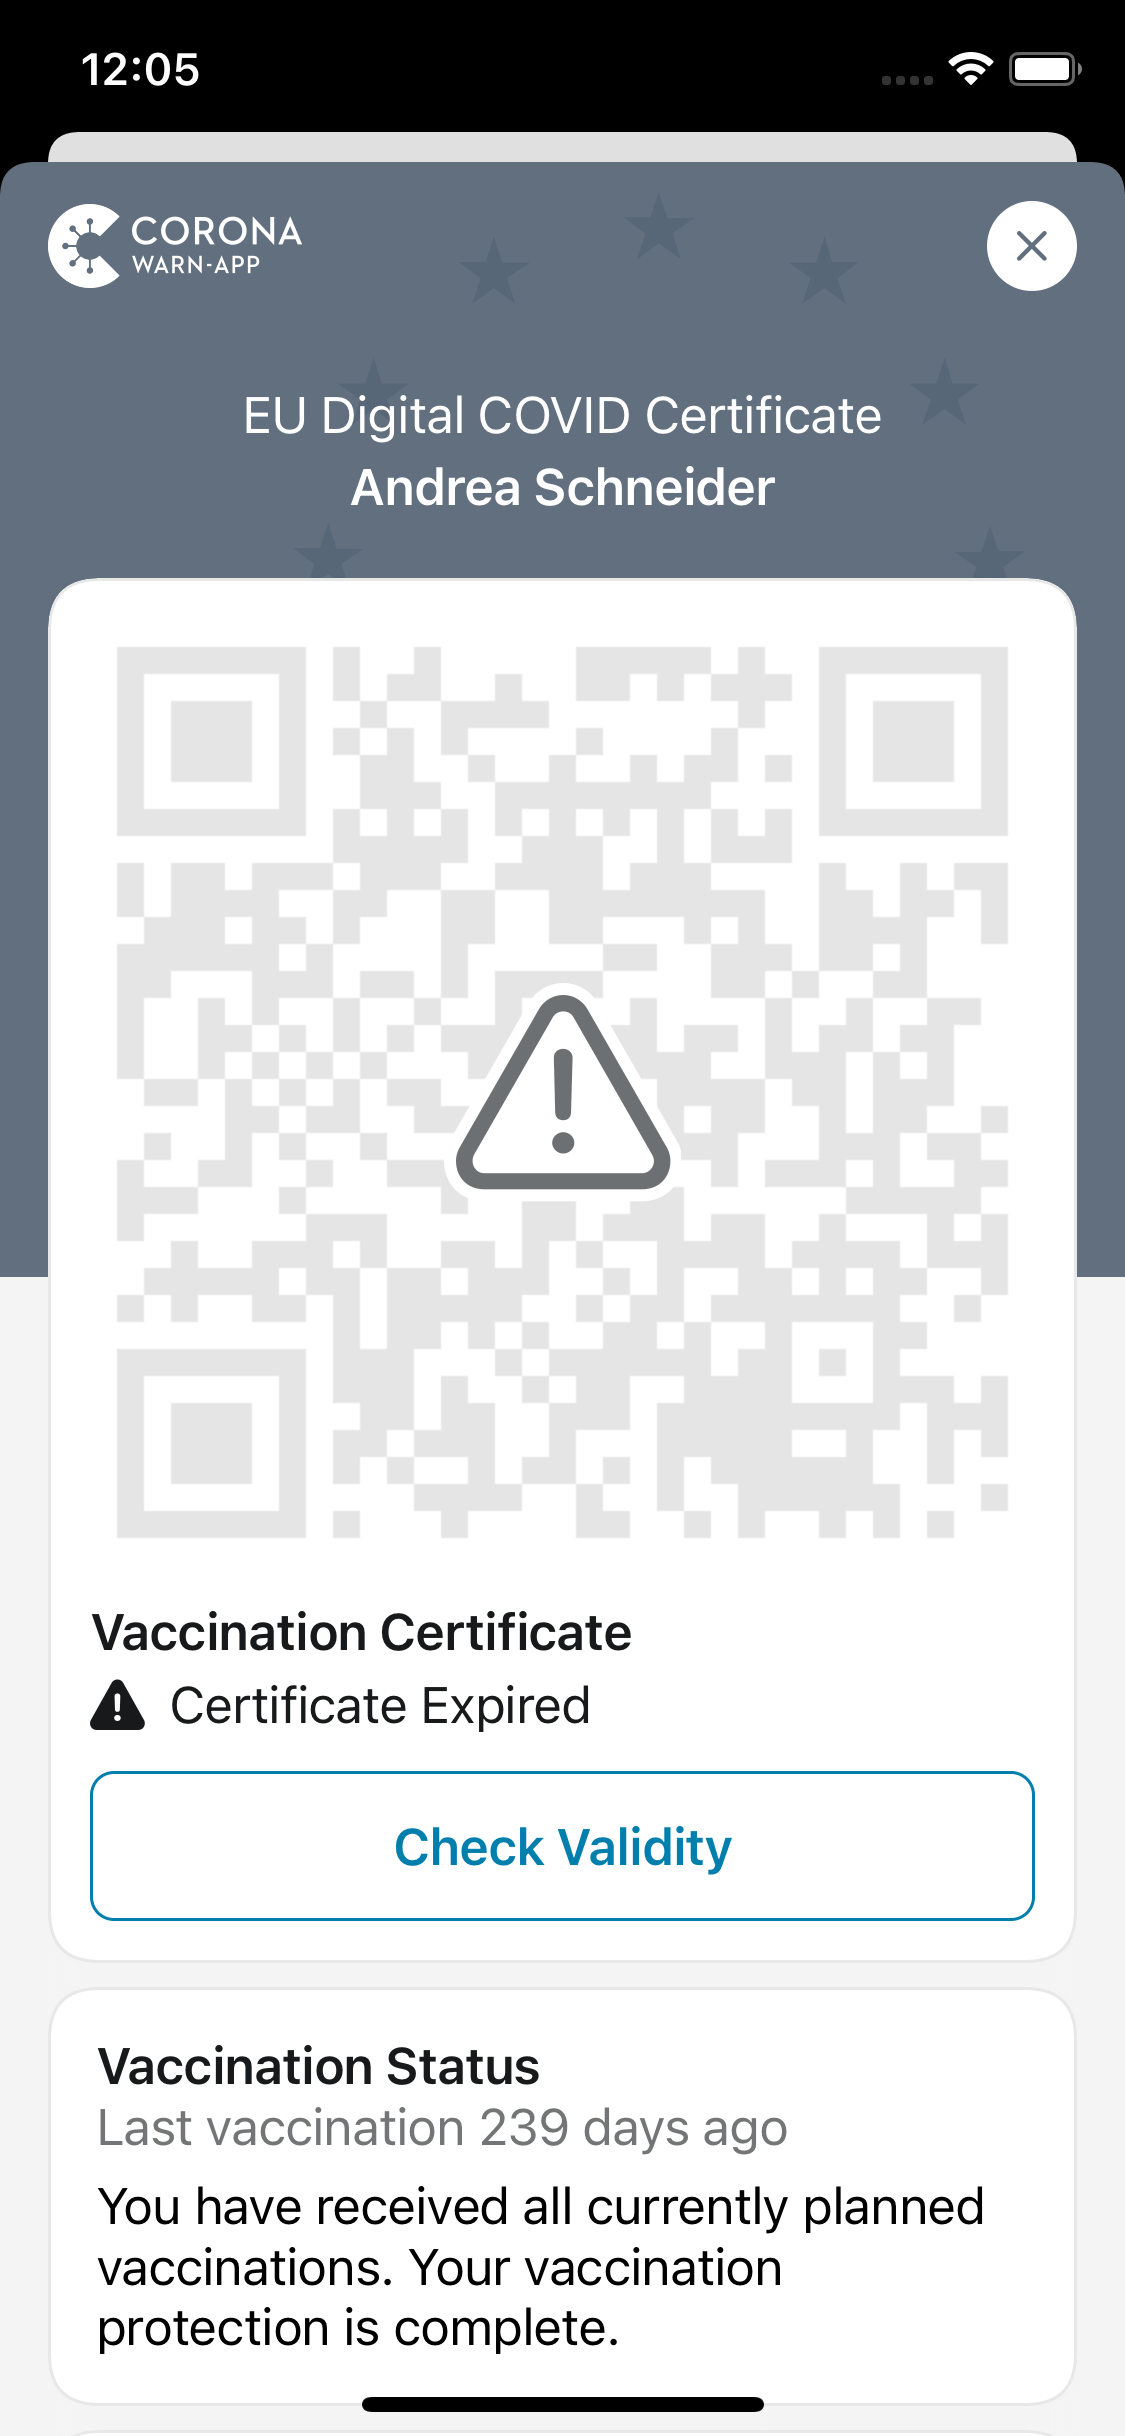 12:05
CORONA
WARN-APP
EU Digital COVID Certificate
Andrea Schneider
Vaccination Certificate
Certificate Expired
Check Validity
Vaccination Status
Last vaccination 239 days ago
You have received all currently planned
vaccinations. Your vaccination
protection is complete.